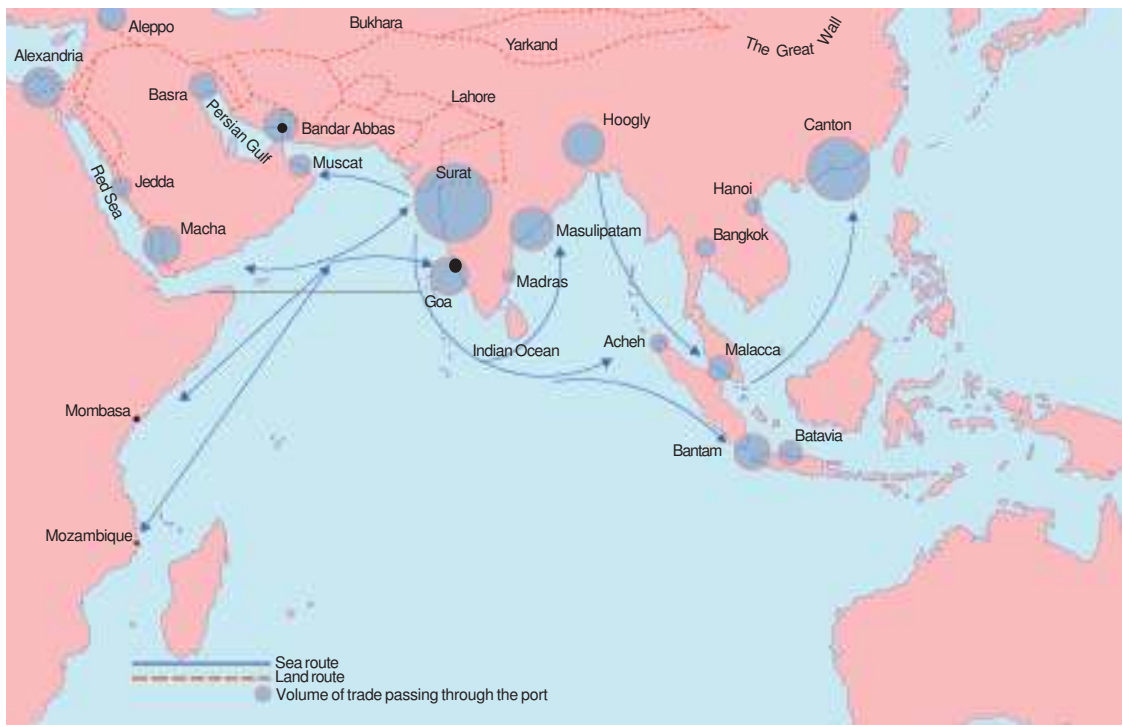 Aleppo
Bukhara
Yarkand
The Great Wall
Alexandria
Basra
Persian Gulf
Lahore
Bandar Abbas
Hoogly
Canton
Muscat
Surat
Jedda
Red Sea
Hanoi
Macha
Masulipatam
Bangkok
Madras
Goa
Indian Ocean
Acheh
Malacca
Mombasa
Batavia
Bantam
Mozambique
Sea route
Land route
Volume of trade passing through the port